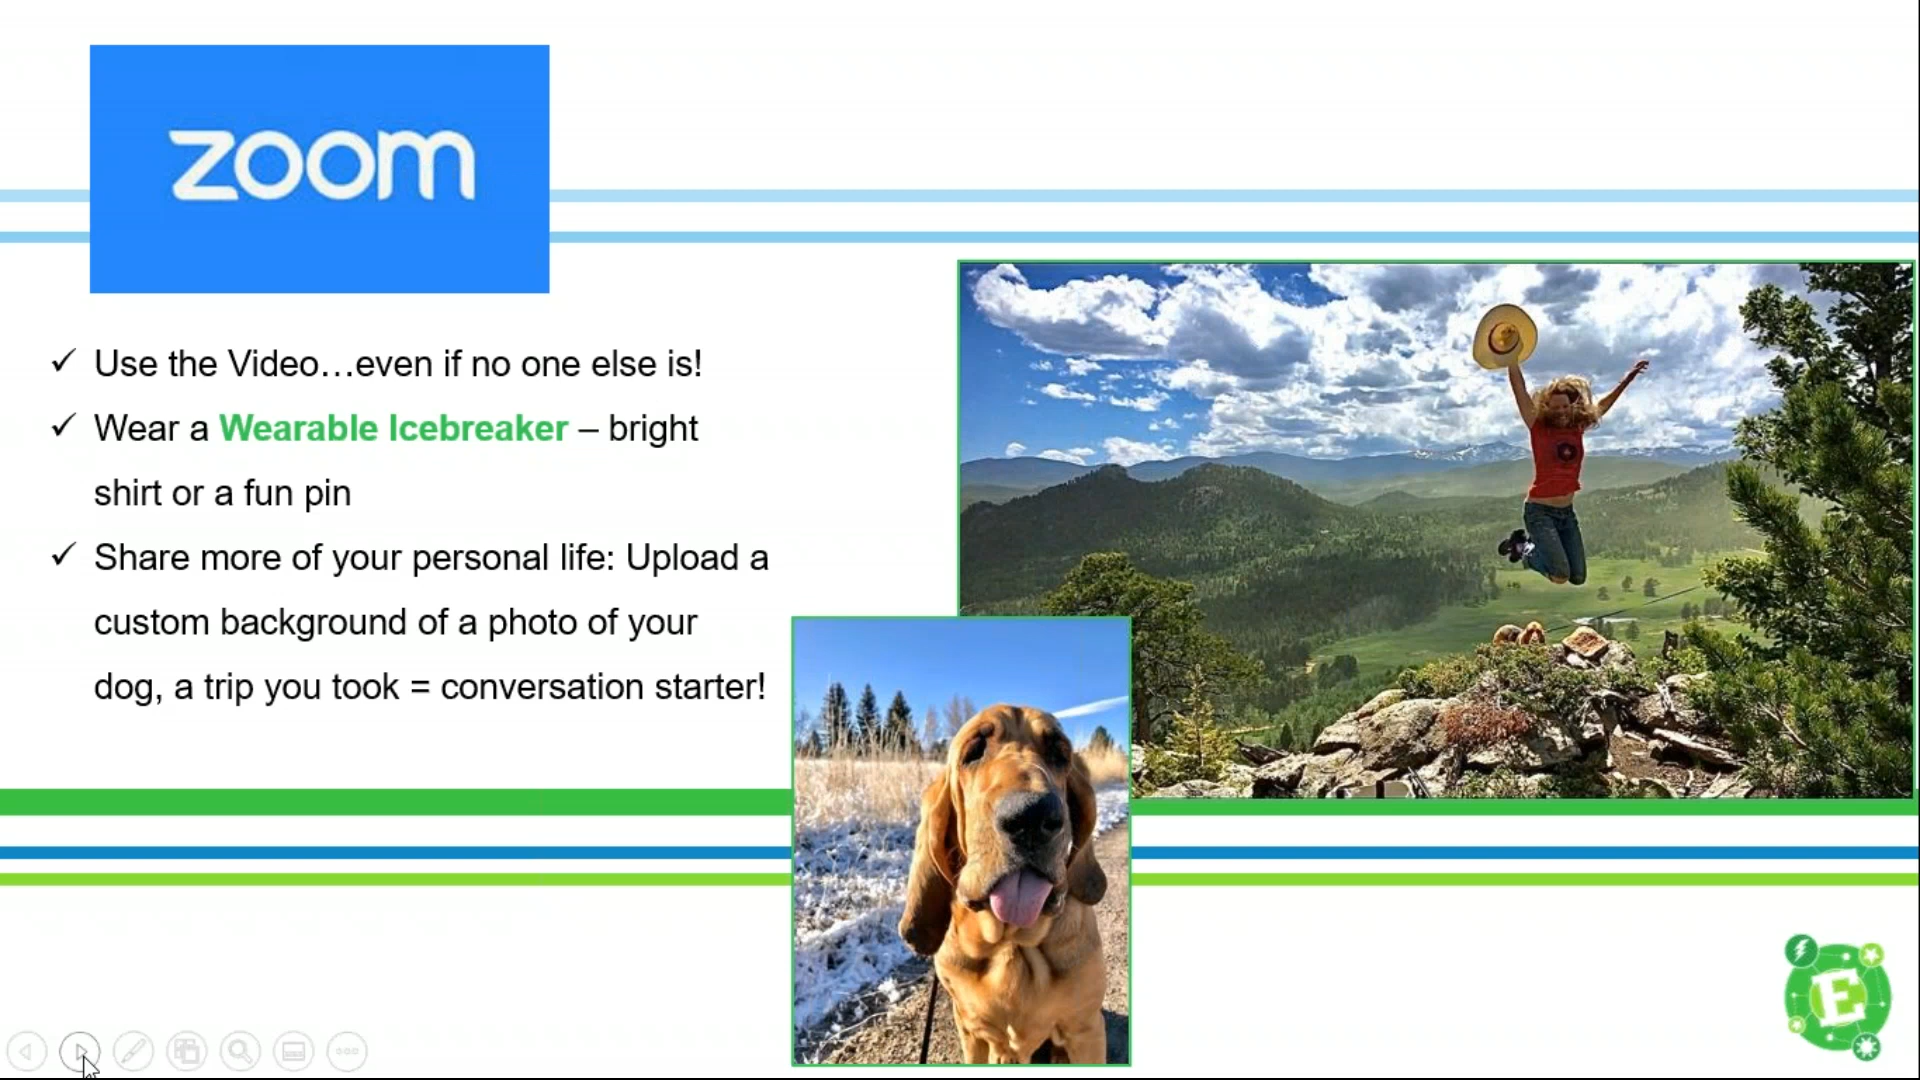 zoom
Use the Video…even if no one else is!
Wear a Wearable Icebreaker – bright
shirt or a fun pin
Share more of your personal life: Upload a
custom background of a photo of your
dog, a trip you took = conversation starter!
E